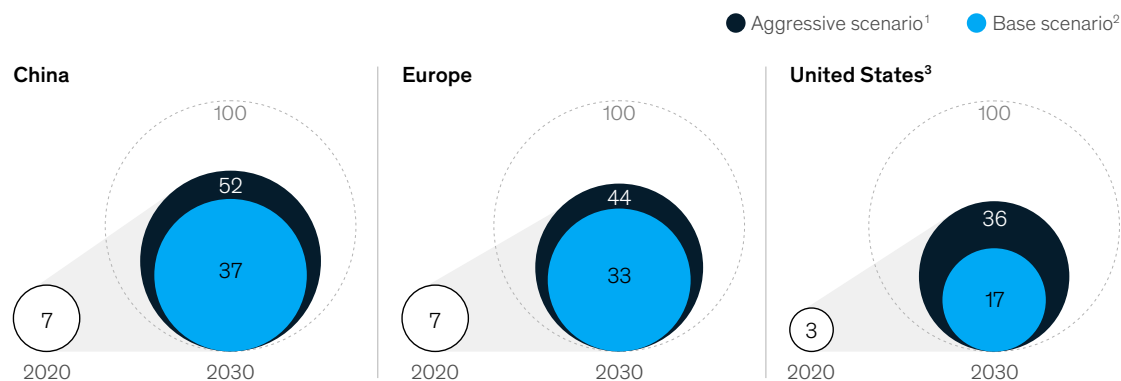 Aggressive scenario¹ Base scenario²
China Europe United States³
100 100 100
52 44 36
37 33 17
7 7 3
2020 2030 2020 2030 2020 2030